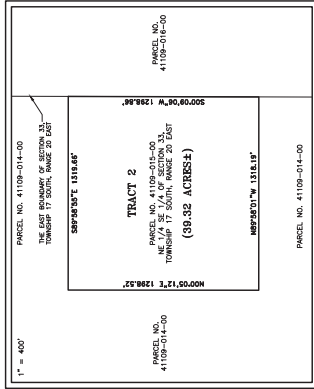 1" = 400'
PARCEL NO. 41109-014-00
THE EAST BOUNDARY OF SECTION 33,
TOWNSHIP 17 SOUTH, RANGE 20 EAST
PARCEL NO.
41109-016-00
S89°58'35"E 1319.66'
S00°09'06"W 1298.86'
TRACT 2
PARCEL NO. 41109-015-00
NE 1/4 SE 1/4 OF SECTION 33,
TOWNSHIP 17 SOUTH, RANGE 20 EAST
(39.32 ACRES±)
N00°05'12"E 1298.52'
N89°58'01"W 1318.19'
PARCEL NO.
41109-014-00
PARCEL NO. 41109-014-00